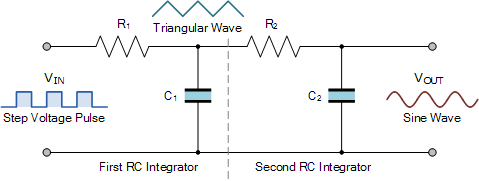 R1
Triangular Wave
R2
VIN
C1
C2
VOUT
Step Voltage Pulse
Sine Wave
First RC Integrator
Second RC Integrator